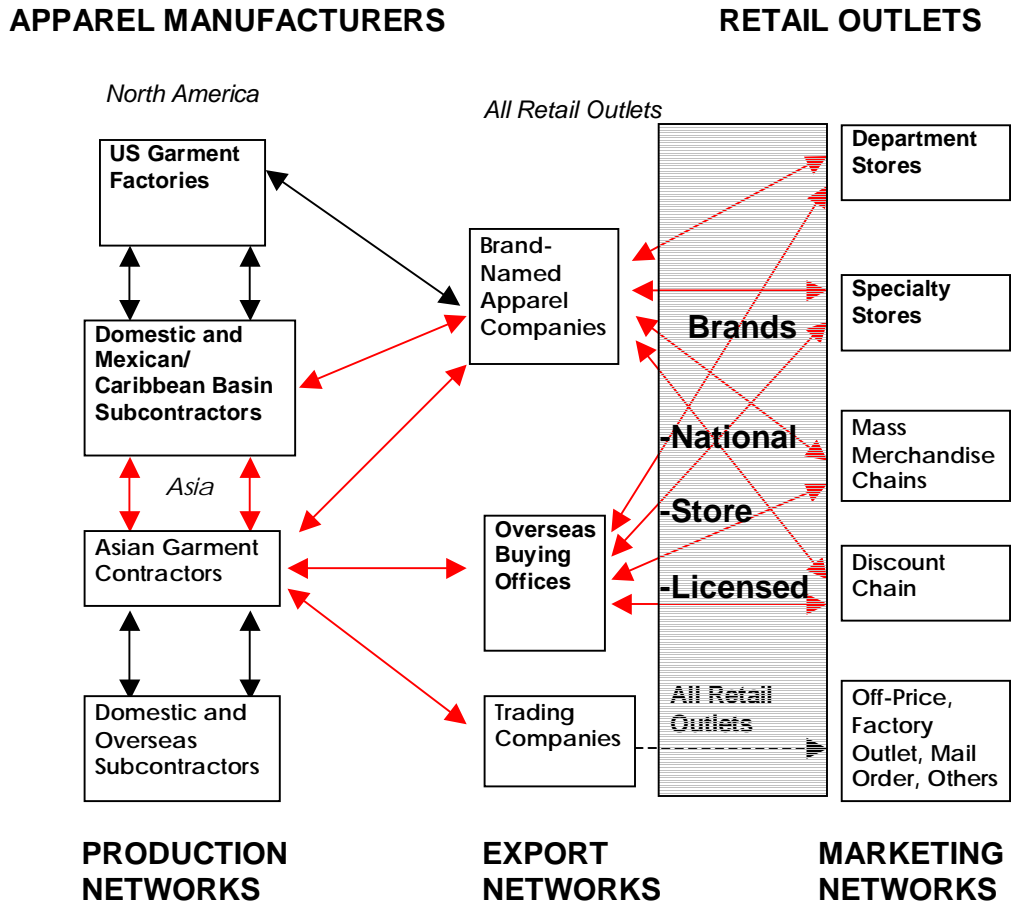 APPAREL MANUFACTURERS
RETAIL OUTLETS
North America
All Retail Outlets
US Garment
Factories
Domestic and
Mexican/
Caribbean Basin
Subcontractors
Asia
Asian Garment
Contractors
Domestic and
Overseas
Subcontractors
Brand-
Named
Apparel
Companies
Overseas
Buying
Offices
Trading
Companies
Brands
-National
-Store
-Licensed
All Retail
Outlets
Department
Stores
Specialty
Stores
Mass
Merchandise
Chains
Discount
Chain
Off-Price,
Factory
Outlet, Mail
Order, Others
PRODUCTION
NETWORKS
EXPORT
NETWORKS
MARKETING
NETWORKS